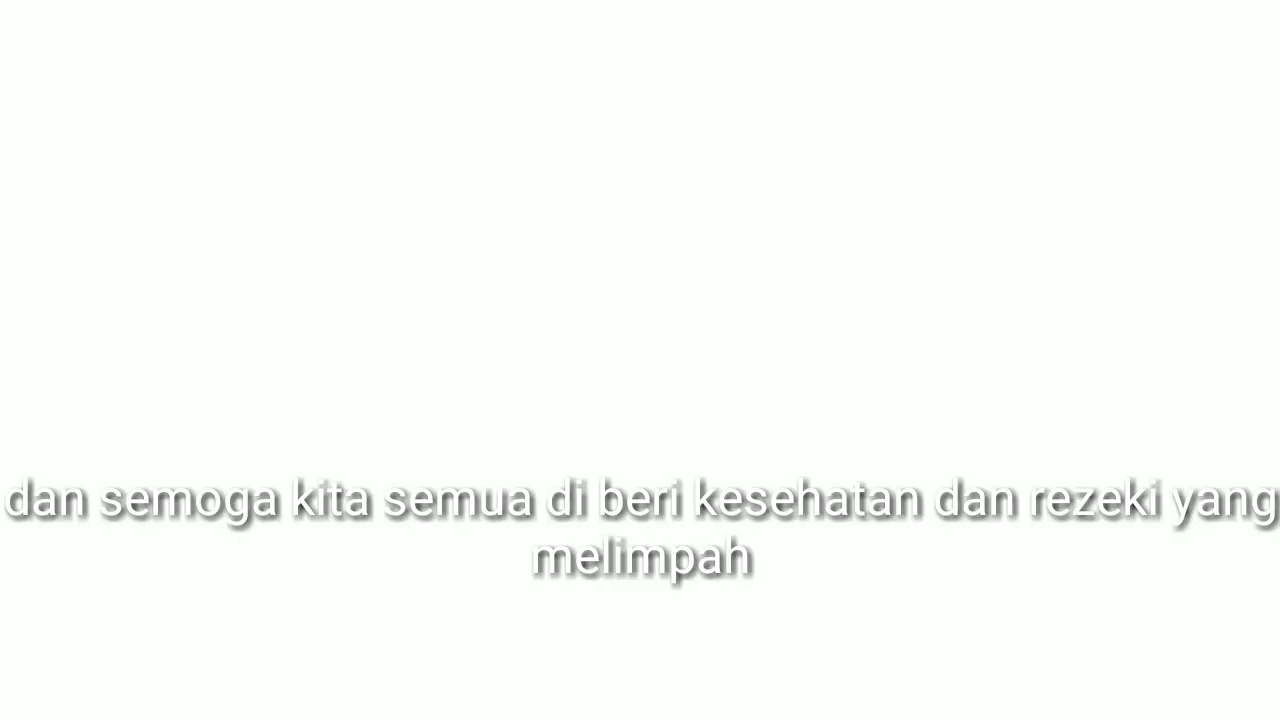 dan semoga kita semua di beri kesehatan dan rezeki yang
melimpah